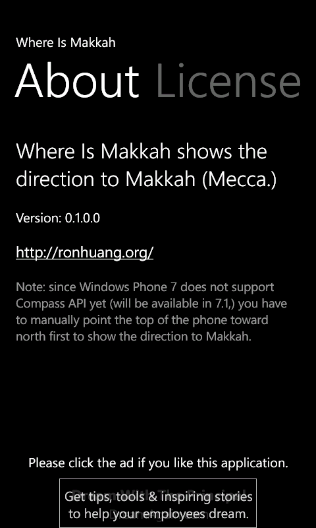 Where Is Makkah
About License
Where Is Makkah shows the
direction to Makkah (Mecca.)
Version: 0.1.0.0
http://ronhuang.org/
Note: since Windows Phone 7 does not support
Compass API yet (will be available in 7.1,) you have
to manually point the top of the phone toward
north first to show the direction to Makkah.
Please click the ad if you like this application.
Get tips, tools & inspiring stories
to help your employees dream.